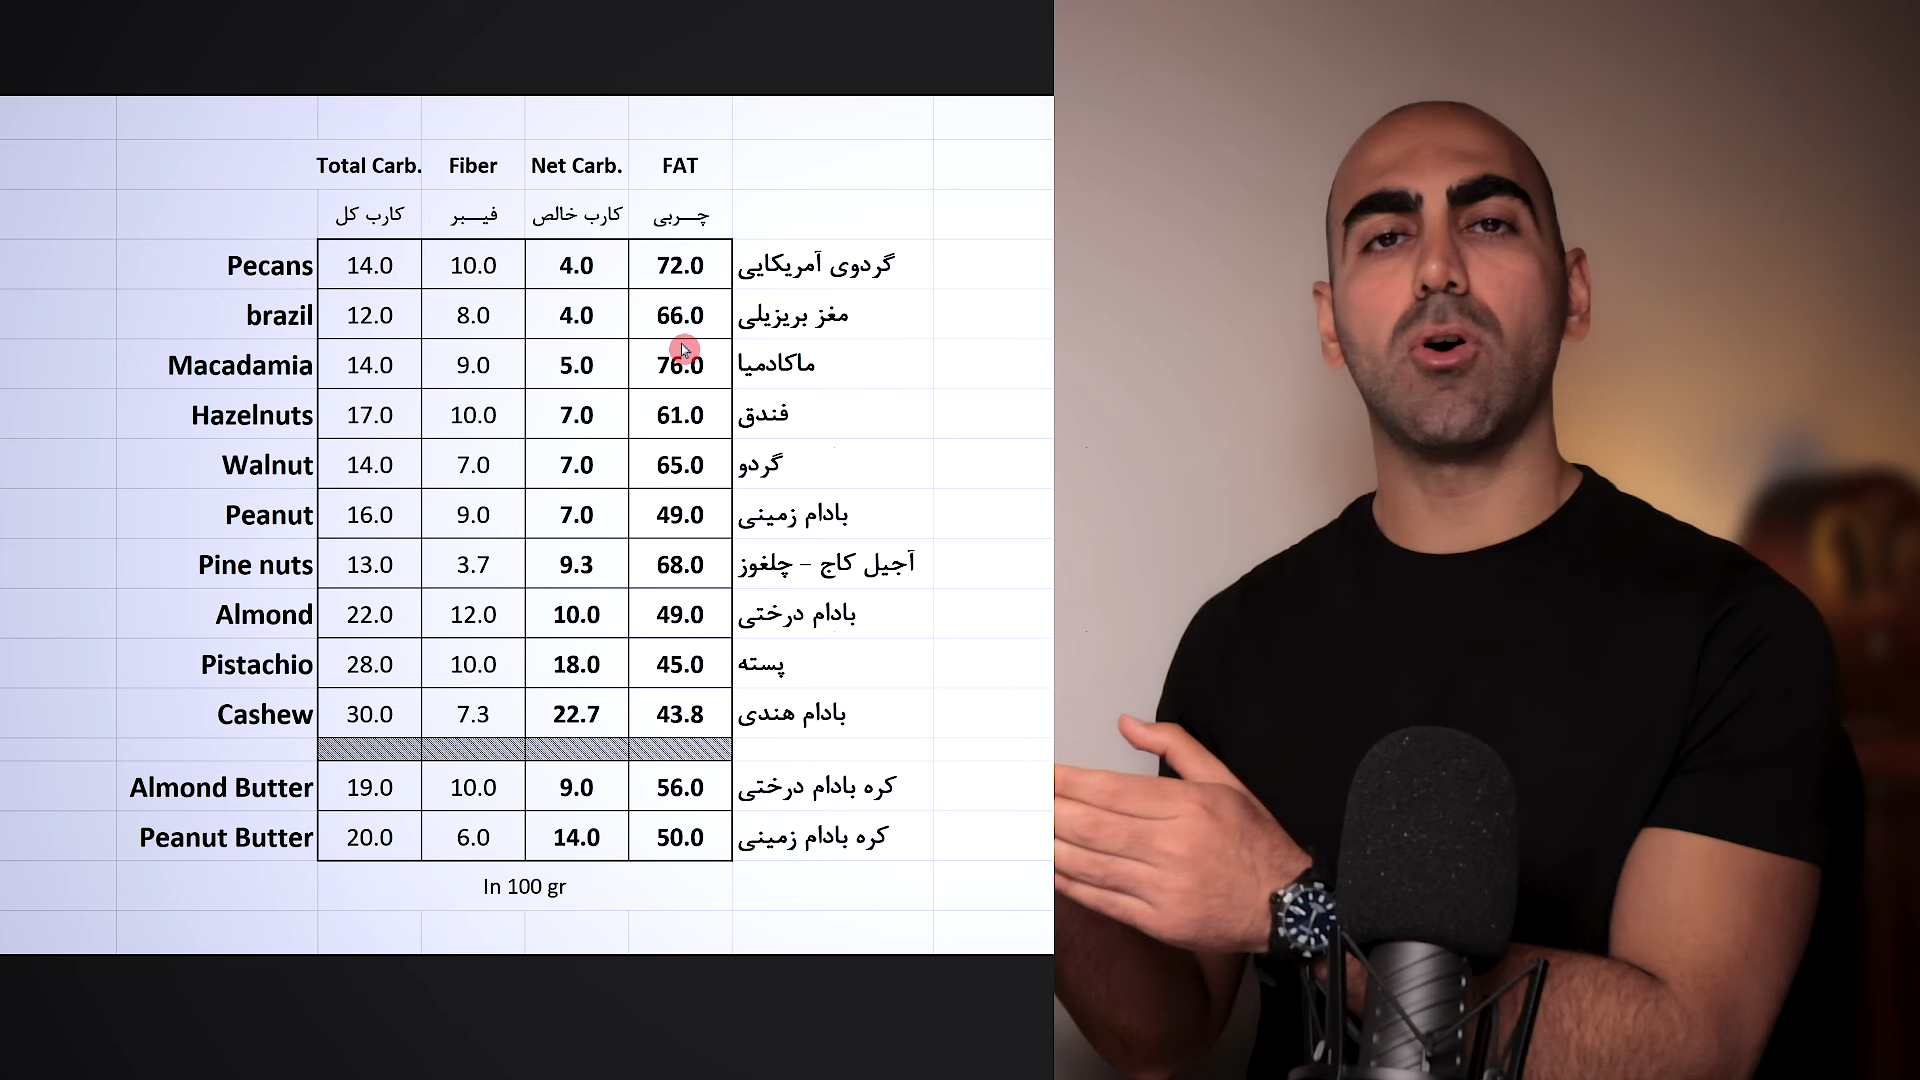 Total Carb. Fiber Net Carb. FAT
کارب کل فیـــبر کارب خالص چـــربی
Pecans 14.0 10.0 4.0 72.0 گردوی آمریکایی
brazil 12.0 8.0 4.0 66.0 مغز بریزیلی
Macadamia 14.0 9.0 5.0 76.0 ماکادمیا
Hazelnuts 17.0 10.0 7.0 61.0 فندق
Walnut 14.0 7.0 7.0 65.0 گردو
Peanut 16.0 9.0 7.0 49.0 بادام زمینی
Pine nuts 13.0 3.7 9.3 68.0 آجیل کاج - چلغوز
Almond 22.0 12.0 10.0 49.0 بادام درختی
Pistachio 28.0 10.0 18.0 45.0 پسته
Cashew 30.0 7.3 22.7 43.8 بادام هندی
Almond Butter 19.0 10.0 9.0 56.0 کره بادام درختی
Peanut Butter 20.0 6.0 14.0 50.0 کره بادام زمینی
In 100 gr